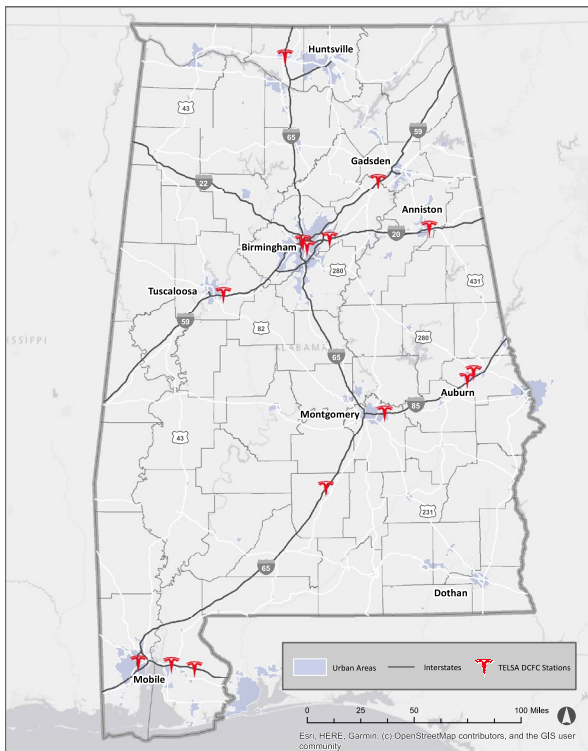 Huntsville
43
65
59
Gadsden
22
Anniston
20
Birmingham
280
431
Tuscaloosa
59
82
280
SSIPPI
ALABAMA
65
Auburn
85
Montgomery
43
231
65
Dothan
Mobile
Urban Areas
Interstates
TELSA DCFC Stations
0 25 50 100 Miles
Esri, HERE, Garmin, (c) OpenStreetMap contributors, and the GIS user
community